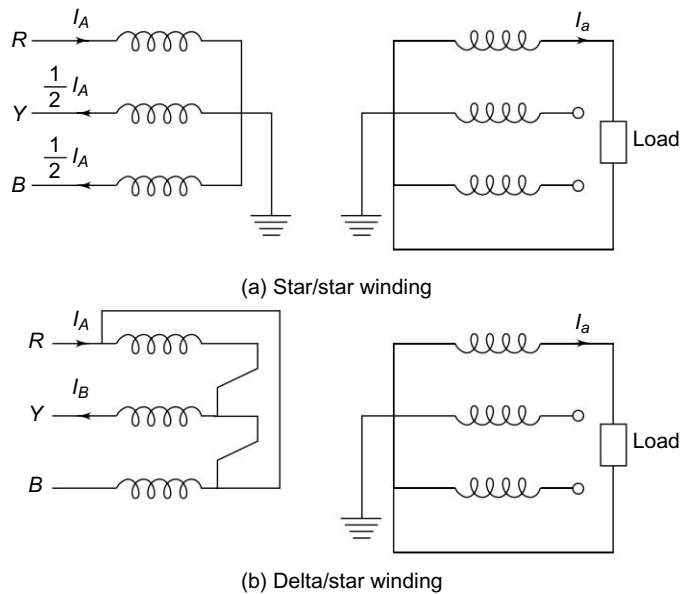 I_A
I_a
R
1/2 I_A
Y
Load
1/2 I_A
B
(a) Star/star winding
I_A
I_a
R
I_B
Y
Load
B
(b) Delta/star winding